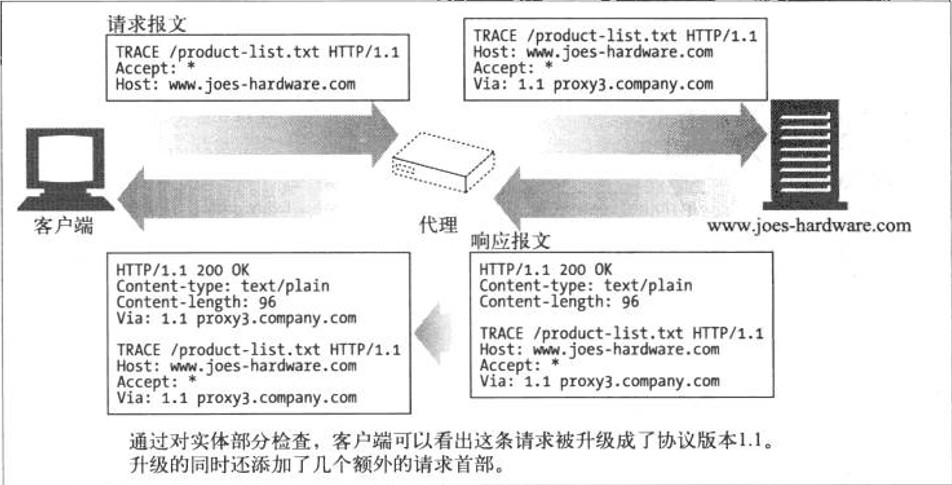 请求报文
TRACE /product-list.txt HTTP/1.1
Accept: *
Host: www.joes-hardware.com
TRACE /product-list.txt HTTP/1.1
Host: www.joes-hardware.com
Accept: *
Via: 1.1 proxy3.company.com
客户端
代理
www.joes-hardware.com
响应报文
HTTP/1.1 200 OK
Content-type: text/plain
Content-length: 96
Via: 1.1 proxy3.company.com
TRACE /product-list.txt HTTP/1.1
Host: www.joes-hardware.com
Accept: *
Via: 1.1 proxy3.company.com
HTTP/1.1 200 OK
Content-type: text/plain
Content-length: 96
TRACE /product-list.txt HTTP/1.1
Host: www.joes-hardware.com
Accept: *
Via: 1.1 proxy3.company.com
通过对实体部分检查，客户端可以看出这条请求被升级成了协议版本1.1。
升级的同时还添加了几个额外的请求首部。